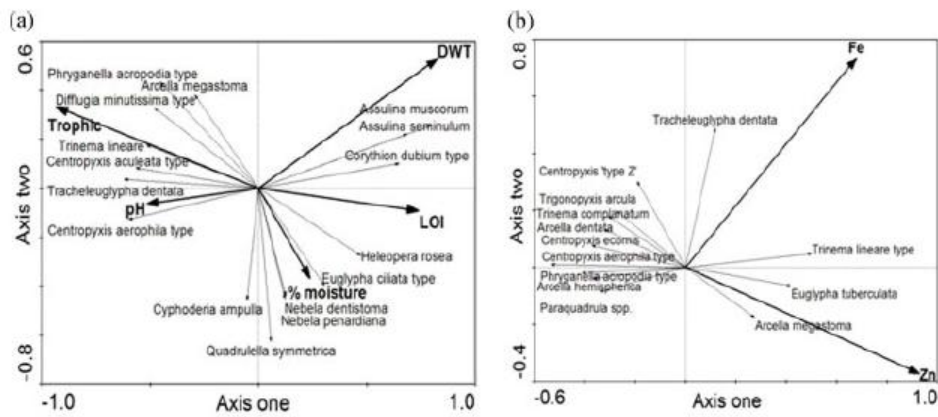 (a)
0.6
DWT
Phryganella acropodia type
Arcella megastoma
Difflugia minutissima type
Assulina muscorum
Trophic
Assulina seminulum
Trinema lineare
Corythion dubium type
Centropyxis aculeata type
Tracheleuglypha dentata
pH
LOI
Centropyxis aerophila type
Heleopera rosea
Euglypha ciliata type
% moisture
Cyphoderia ampulla
Nebela dentistoma
Nebela penardiana
Quadrulella symmetrica
Axis two
-0.8
-1.0
Axis one
1.0
(b)
0.8
Fe
Tracheleuglypha dentata
Centropyxis 'type Z'
Trigonopyxis arcula
Trinema complinatum
Arcella dentata
Centropyxis ecornis
Trinema lineare type
Centropyxis aerophila type
Phryganella acropodia type
Arcella hemispherica
Euglypha tuberculata
Paraquadrula spp.
Arcella megastoma
Zn
Axis two
-0.4
-0.6
Axis one
1.0